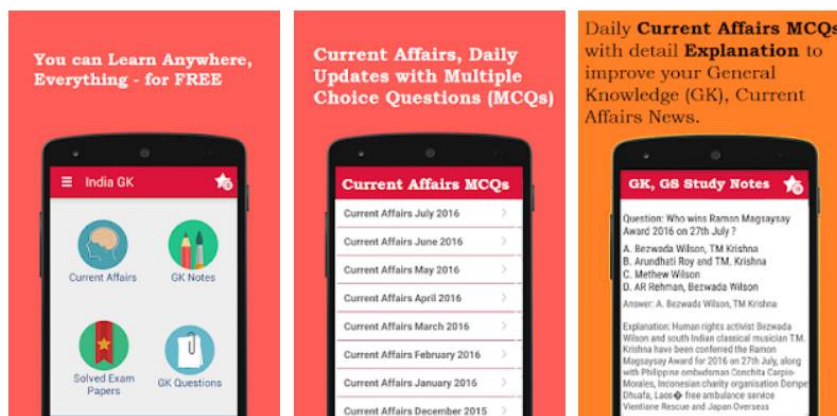 You can Learn Anywhere,
Everything - for FREE
India GK
Current Affairs
GK Notes
Solved Exam
Papers
GK Questions
Current Affairs, Daily
Updates with Multiple
Choice Questions (MCQs)
Current Affairs MCQs
Current Affairs July 2016
Current Affairs June 2016
Current Affairs May 2016
Current Affairs April 2016
Current Affairs March 2016
Current Affairs February 2016
Current Affairs January 2016
Current Affairs December 2015
Daily Current Affairs MCQs
with detail Explanation to
improve your General
Knowledge (GK), Current
Affairs News.
GK, GS Study Notes
Question: Who wins Ramon Magsaysay
Award 2016 on 27th July ?
A. Bezwada Wilson, TM Krishna
B. Arundhati Roy and TM. Krishna
C. Methew Wilson
D. AR Rehman, Bezwada Wilson
Answer: A. Bezwada Wilson, TM Krishna
Explanation: Human rights activist Bezwada
Wilson and south Indian classical musician T.M.
Krishna have been conferred the Ramon
Magsaysay Award for 2016 on 27th July, along
with Philippine ombudsman Conchita Carpio-
Morales, Inconesian charity organisation Dompe
Dhuafa, Laos� free ambulance service
Vientiane Rescue and Japan Overseas